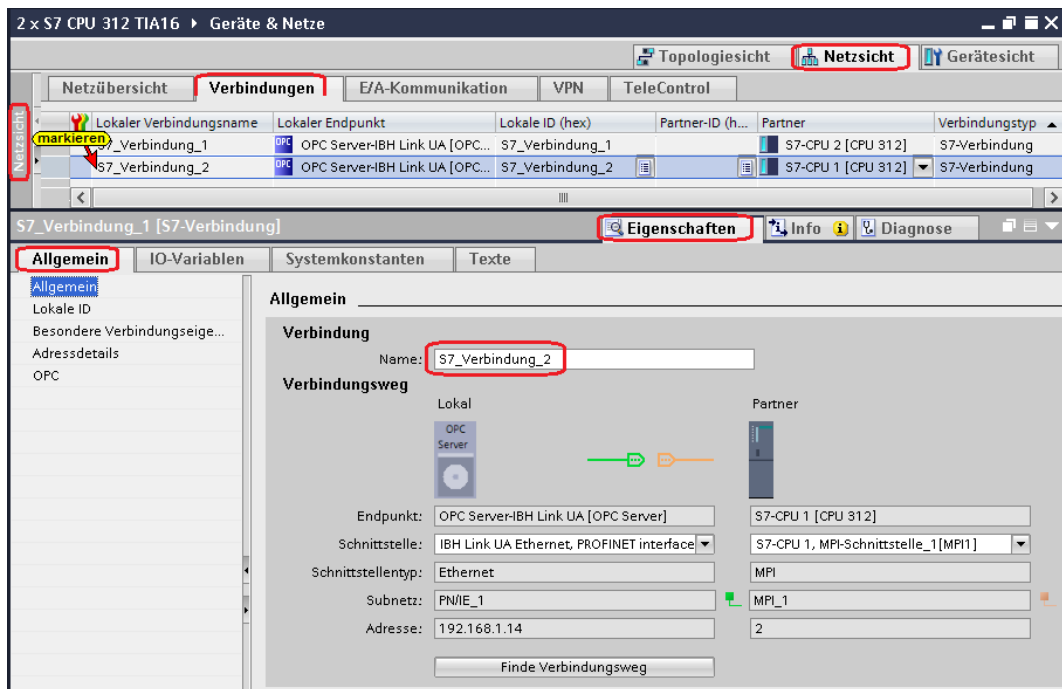 2 x S7 CPU 312 TIA16 ▸ Geräte & Netze
Topologiesicht Netzsicht Gerätesicht
Netzübersicht Verbindungen E/A-Kommunikation VPN TeleControl
Netzsicht
Lokaler Verbindungsname Lokaler Endpunkt Lokale ID (hex) Partner-ID (h... Partner Verbindungstyp
markieren
S7_Verbindung_1 OPC OPC Server-IBH Link UA [OPC... S7_Verbindung_1 S7-CPU 2 [CPU 312] S7-Verbindung
S7_Verbindung_2 OPC OPC Server-IBH Link UA [OPC... S7_Verbindung_2 S7-CPU 1 [CPU 312] S7-Verbindung
S7_Verbindung_1 [S7-Verbindung] Eigenschaften Info Diagnose
Allgemein IO-Variablen Systemkonstanten Texte
Allgemein
Lokale ID
Besondere Verbindungseige...
Adressdetails
OPC
Allgemein
Verbindung
Name: S7_Verbindung_2
Verbindungsweg
Lokal Partner
OPC
Server
Endpunkt: OPC Server-IBH Link UA [OPC Server] S7-CPU 1 [CPU 312]
Schnittstelle: IBH Link UA Ethernet, PROFINET interface S7-CPU 1, MPI-Schnittstelle_1[MPI1]
Schnittstellentyp: Ethernet MPI
Subnetz: PN/IE_1 MPI_1
Adresse: 192.168.1.14 2
Finde Verbindungsweg